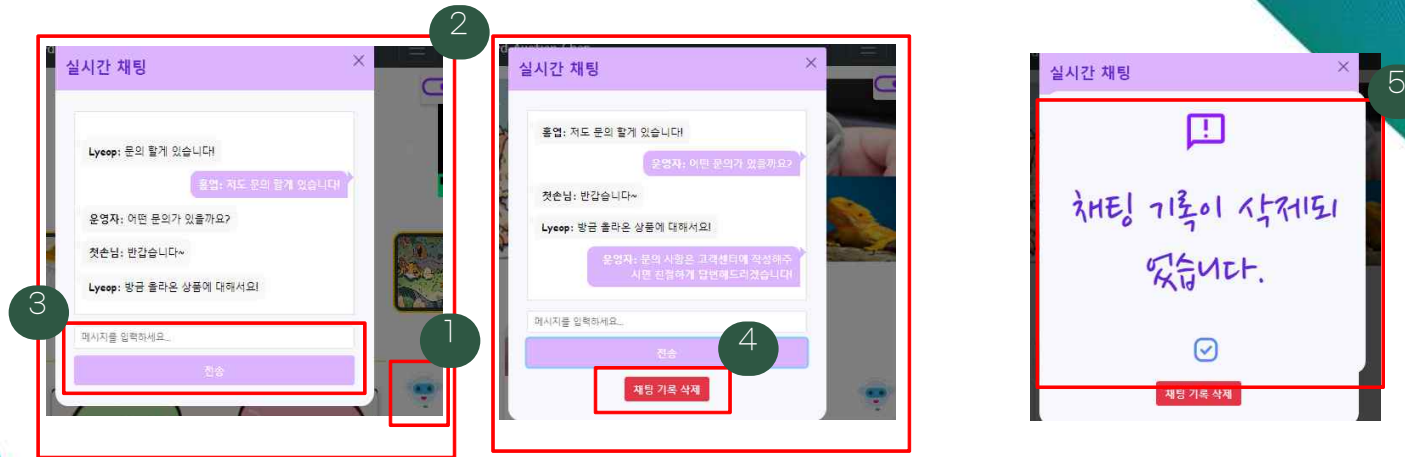 2
실시간 채팅
×
Lyeop: 문의 할게 있습니다!
홍엽: 저도 문의 할게 있습니다!
운영자: 어떤 문의가 있을까요?
첫손님: 반갑습니다~
Lyeop: 방금 올라온 상품에 대해서요!
3
메시지를 입력하세요...
전송
1
실시간 채팅
×
홍엽: 저도 문의 할게 있습니다!
운영자: 어떤 문의가 있을까요?
첫손님: 반갑습니다~
Lyeop: 방금 올라온 상품에 대해서요!
운영자: 문의 사항은 고객센터에 작성해주
시면 친절하게 답변해드리겠습니다!
메시지를 입력하세요...
전송
4
채팅 기록 삭제
실시간 채팅
×
5
채팅 기록이 삭제되
었습니다.
채팅 기록 삭제